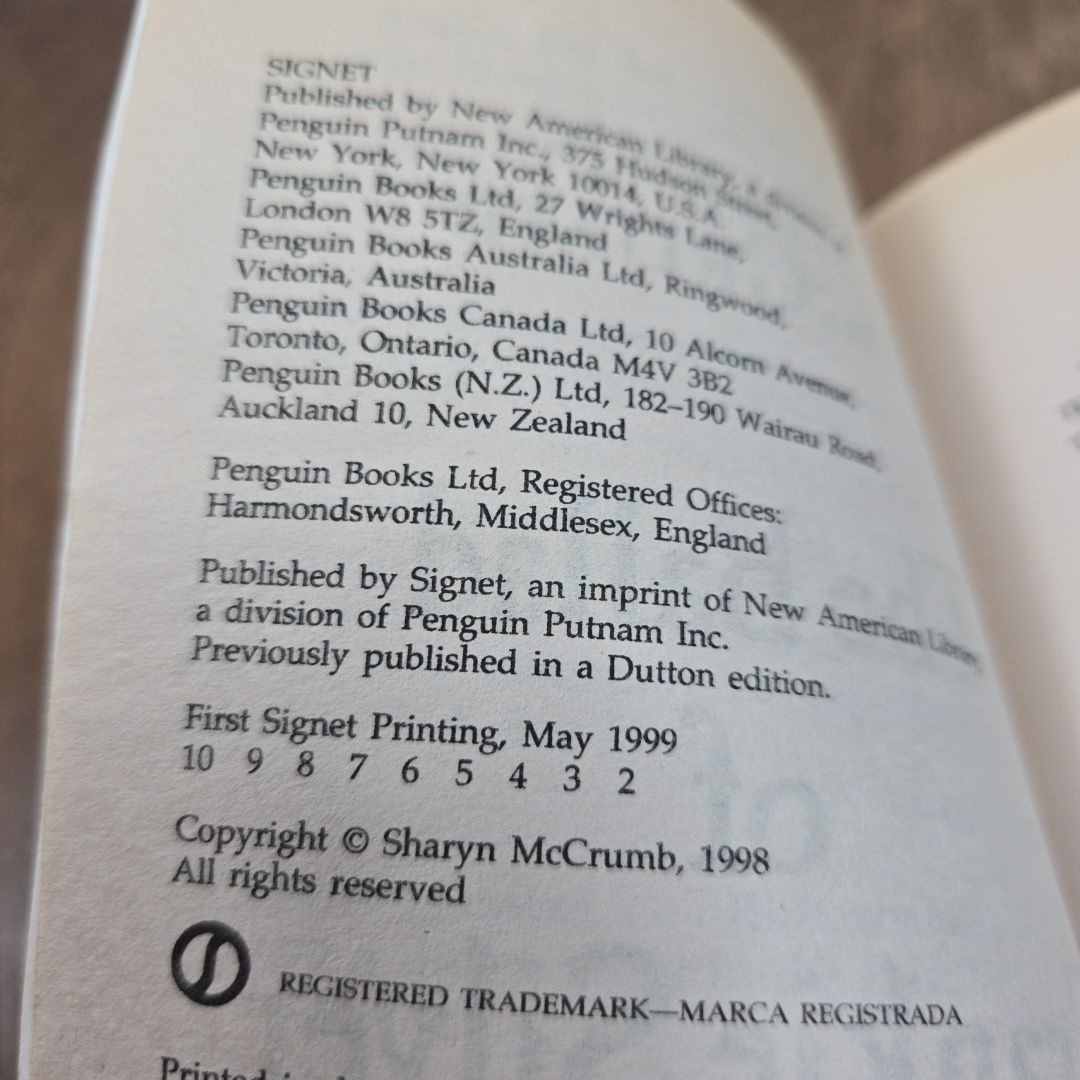 SIGNET
Published by New American Library, a division of
Penguin Putnam Inc., 375 Hudson Street,
New York, New York 10014, U.S.A.
Penguin Books Ltd, 27 Wrights Lane,
London W8 5TZ, England
Penguin Books Australia Ltd, Ringwood,
Victoria, Australia
Penguin Books Canada Ltd, 10 Alcorn Avenue,
Toronto, Ontario, Canada M4V 3B2
Penguin Books (N.Z.) Ltd, 182–190 Wairau Road,
Auckland 10, New Zealand
Penguin Books Ltd, Registered Offices:
Harmondsworth, Middlesex, England
Published by Signet, an imprint of New American Library,
a division of Penguin Putnam Inc.
Previously published in a Dutton edition.
First Signet Printing, May 1999
10 9 8 7 6 5 4 3 2
Copyright © Sharyn McCrumb, 1998
All rights reserved
REGISTERED TRADEMARK—MARCA REGISTRADA
Printed in